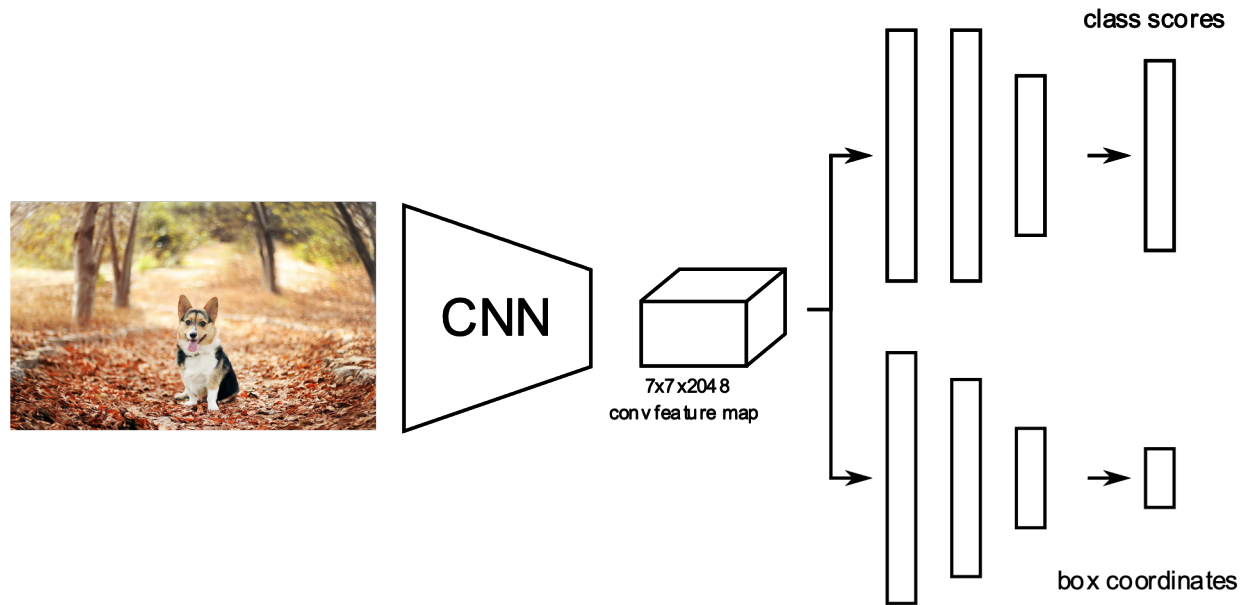 class scores
CNN
7x7x2048
conv feature map
box coordinates